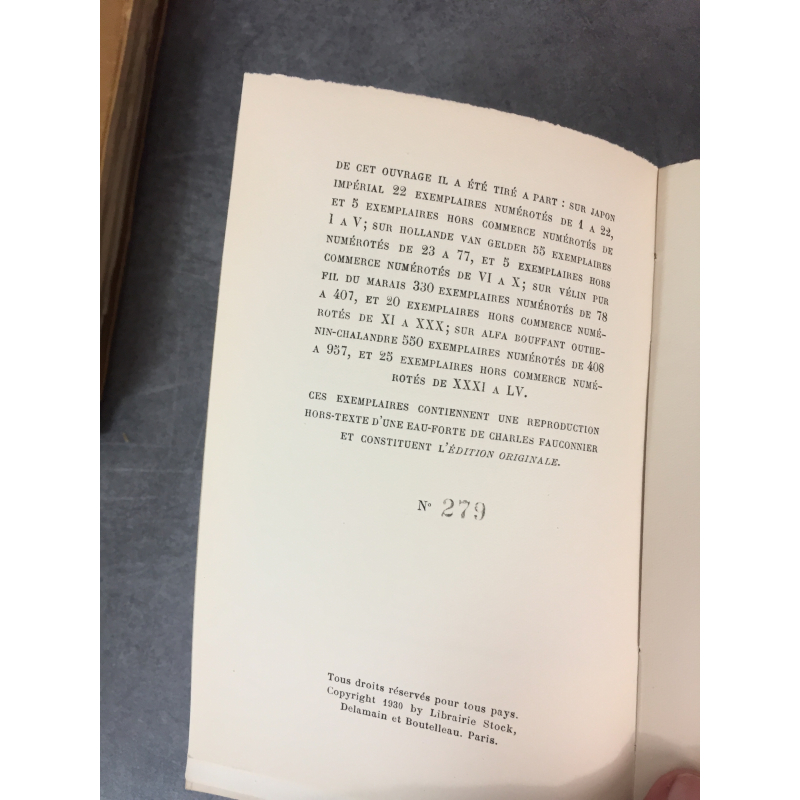 DE CET OUVRAGE IL A ÉTÉ TIRÉ A PART : SUR JAPON
IMPÉRIAL 22 EXEMPLAIRES NUMÉROTÉS DE 1 A 22,
ET 5 EXEMPLAIRES HORS COMMERCE NUMÉROTÉS DE
I A V; SUR HOLLANDE VAN GELDER 55 EXEMPLAIRES
NUMÉROTÉS DE 23 A 77, ET 5 EXEMPLAIRES HORS
COMMERCE NUMÉROTÉS DE VI A X; SUR VÉLIN PUR
FIL DU MARAIS 330 EXEMPLAIRES NUMÉROTÉS DE 78
A 407, ET 20 EXEMPLAIRES HORS COMMERCE NUMÉ-
ROTÉS DE XI A XXX; SUR ALFA BOUFFANT OUTHE-
NIN-CHALANDRE 550 EXEMPLAIRES NUMÉROTÉS DE 408
A 957, ET 25 EXEMPLAIRES HORS COMMERCE NUMÉ-
ROTÉS DE XXXI A LV.
CES EXEMPLAIRES CONTIENNENT UNE REPRODUCTION
HORS-TEXTE D'UNE EAU-FORTE DE CHARLES FAUCONNIER
ET CONSTITUENT L'ÉDITION ORIGINALE.
N° 279
Tous droits réservés pour tous pays.
Copyright 1930 by Librairie Stock,
Delamain et Boutelleau. Paris.